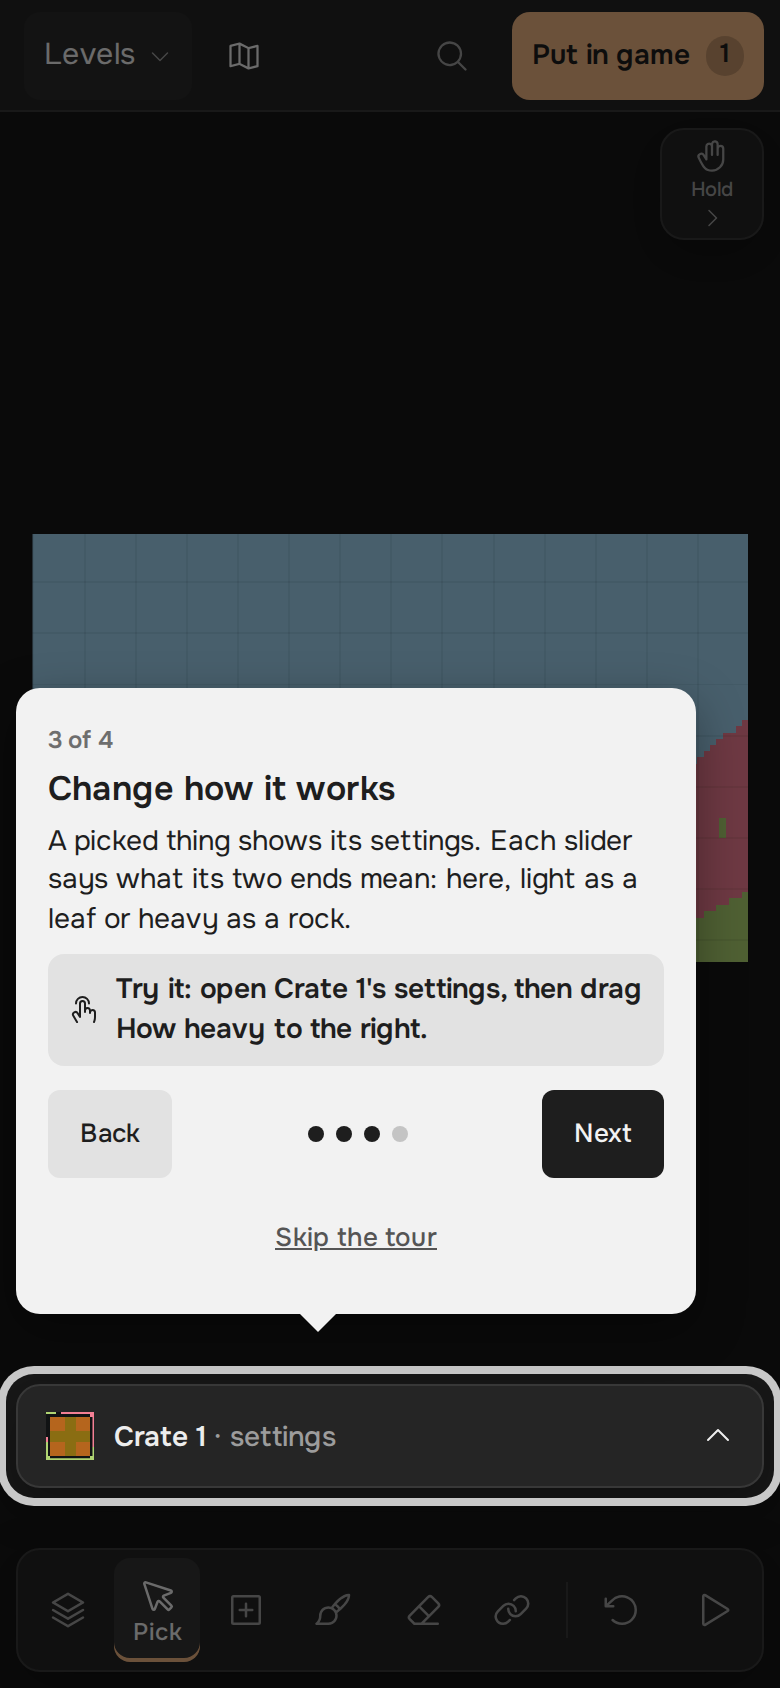 Levels
Put in game 1
Hold
3 of 4
Change how it works
A picked thing shows its settings. Each slider
says what its two ends mean: here, light as a
leaf or heavy as a rock.
Try it: open Crate 1's settings, then drag
How heavy to the right.
Back
Next
Skip the tour
Crate 1 · settings
Pick